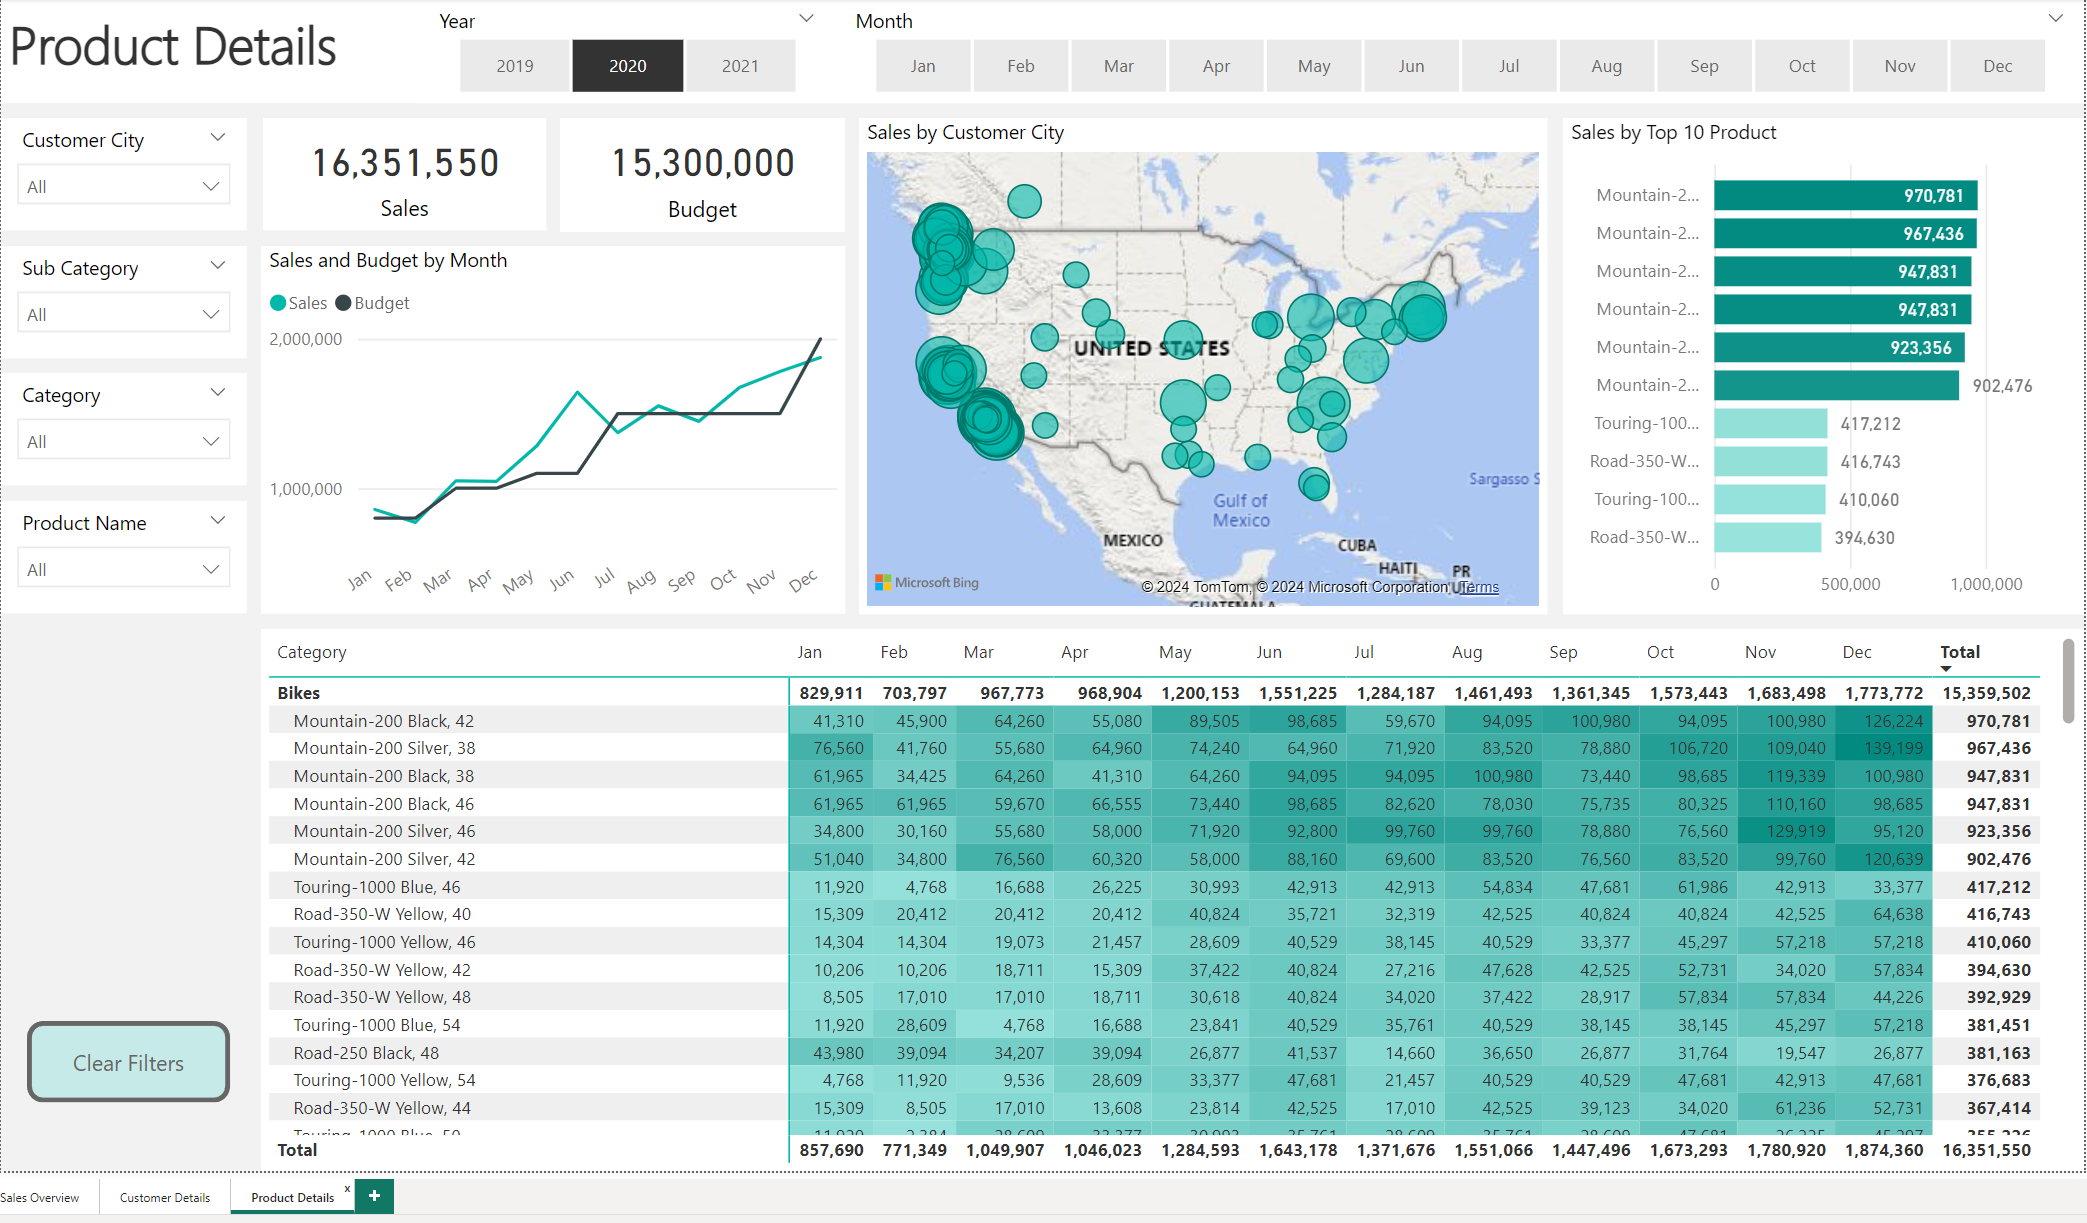 Product Details
Year
2019 2020 2021
Month
Jan Feb Mar Apr May Jun Jul Aug Sep Oct Nov Dec
Customer City
All
Sub Category
All
Category
All
Product Name
All
Clear Filters
16,351,550
Sales
15,300,000
Budget
Sales and Budget by Month
Sales Budget
2,000,000
1,000,000
Jan Feb Mar Apr May Jun Jul Aug Sep Oct Nov Dec
Sales by Customer City
UNITED STATES
Sargasso S
Gulf of
Mexico
MEXICO
CUBA
HAITI
PR
Microsoft Bing
© 2024 TomTom, © 2024 Microsoft Corporation, Terms
GUATEMALA
Sales by Top 10 Product
Mountain-2... 970,781
Mountain-2... 967,436
Mountain-2... 947,831
Mountain-2... 947,831
Mountain-2... 923,356
Mountain-2... 902,476
Touring-100... 417,212
Road-350-W... 416,743
Touring-100... 410,060
Road-350-W... 394,630
0 500,000 1,000,000
Category Jan Feb Mar Apr May Jun Jul Aug Sep Oct Nov Dec Total
Bikes 829,911 703,797 967,773 968,904 1,200,153 1,551,225 1,284,187 1,461,493 1,361,345 1,573,443 1,683,498 1,773,772 15,359,502
Mountain-200 Black, 42 41,310 45,900 64,260 55,080 89,505 98,685 59,670 94,095 100,980 94,095 100,980 126,224 970,781
Mountain-200 Silver, 38 76,560 41,760 55,680 64,960 74,240 64,960 71,920 83,520 78,880 106,720 109,040 139,199 967,436
Mountain-200 Black, 38 61,965 34,425 64,260 41,310 64,260 94,095 94,095 100,980 73,440 98,685 119,339 100,980 947,831
Mountain-200 Black, 46 61,965 61,965 59,670 66,555 73,440 98,685 82,620 78,030 75,735 80,325 110,160 98,685 947,831
Mountain-200 Silver, 46 34,800 30,160 55,680 58,000 71,920 92,800 99,760 99,760 78,880 76,560 129,919 95,120 923,356
Mountain-200 Silver, 42 51,040 34,800 76,560 60,320 58,000 88,160 69,600 83,520 76,560 83,520 99,760 120,639 902,476
Touring-1000 Blue, 46 11,920 4,768 16,688 26,225 30,993 42,913 42,913 54,834 47,681 61,986 42,913 33,377 417,212
Road-350-W Yellow, 40 15,309 20,412 20,412 20,412 40,824 35,721 32,319 42,525 40,824 40,824 42,525 64,638 416,743
Touring-1000 Yellow, 46 14,304 14,304 19,073 21,457 28,609 40,529 38,145 40,529 33,377 45,297 57,218 57,218 410,060
Road-350-W Yellow, 42 10,206 10,206 18,711 15,309 37,422 40,824 27,216 47,628 42,525 52,731 34,020 57,834 394,630
Road-350-W Yellow, 48 8,505 17,010 17,010 18,711 30,618 40,824 34,020 37,422 28,917 57,834 57,834 44,226 392,929
Touring-1000 Blue, 54 11,920 28,609 4,768 16,688 23,841 40,529 35,761 40,529 38,145 38,145 45,297 57,218 381,451
Road-250 Black, 48 43,980 39,094 34,207 39,094 26,877 41,537 14,660 36,650 26,877 31,764 19,547 26,877 381,163
Touring-1000 Yellow, 54 4,768 11,920 9,536 28,609 33,377 47,681 21,457 40,529 40,529 47,681 42,913 47,681 376,683
Road-350-W Yellow, 44 15,309 8,505 17,010 13,608 23,814 42,525 17,010 42,525 39,123 34,020 61,236 52,731 367,414
Total 857,690 771,349 1,049,907 1,046,023 1,284,593 1,643,178 1,371,676 1,551,066 1,447,496 1,673,293 1,780,920 1,874,360 16,351,550
Sales Overview Customer Details Product Details x +